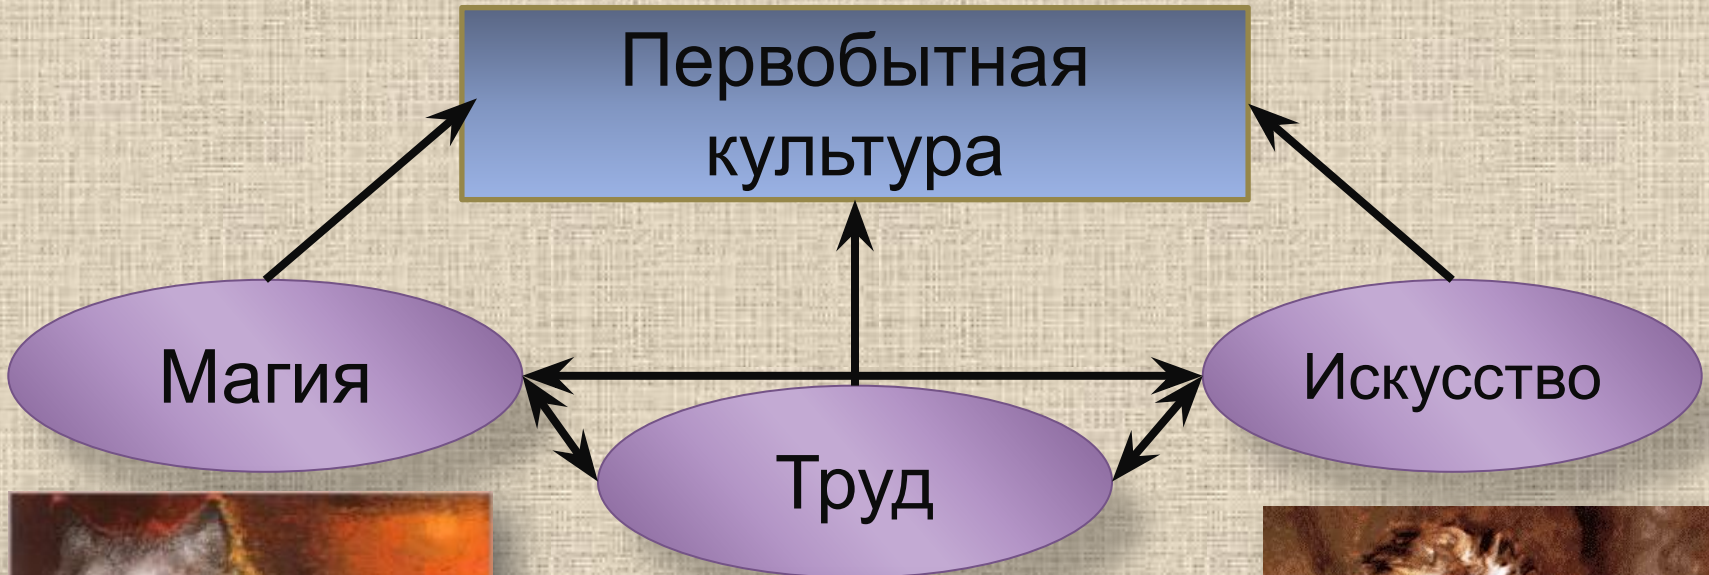 Первобытная
культура
Магия
Искусство
Труд